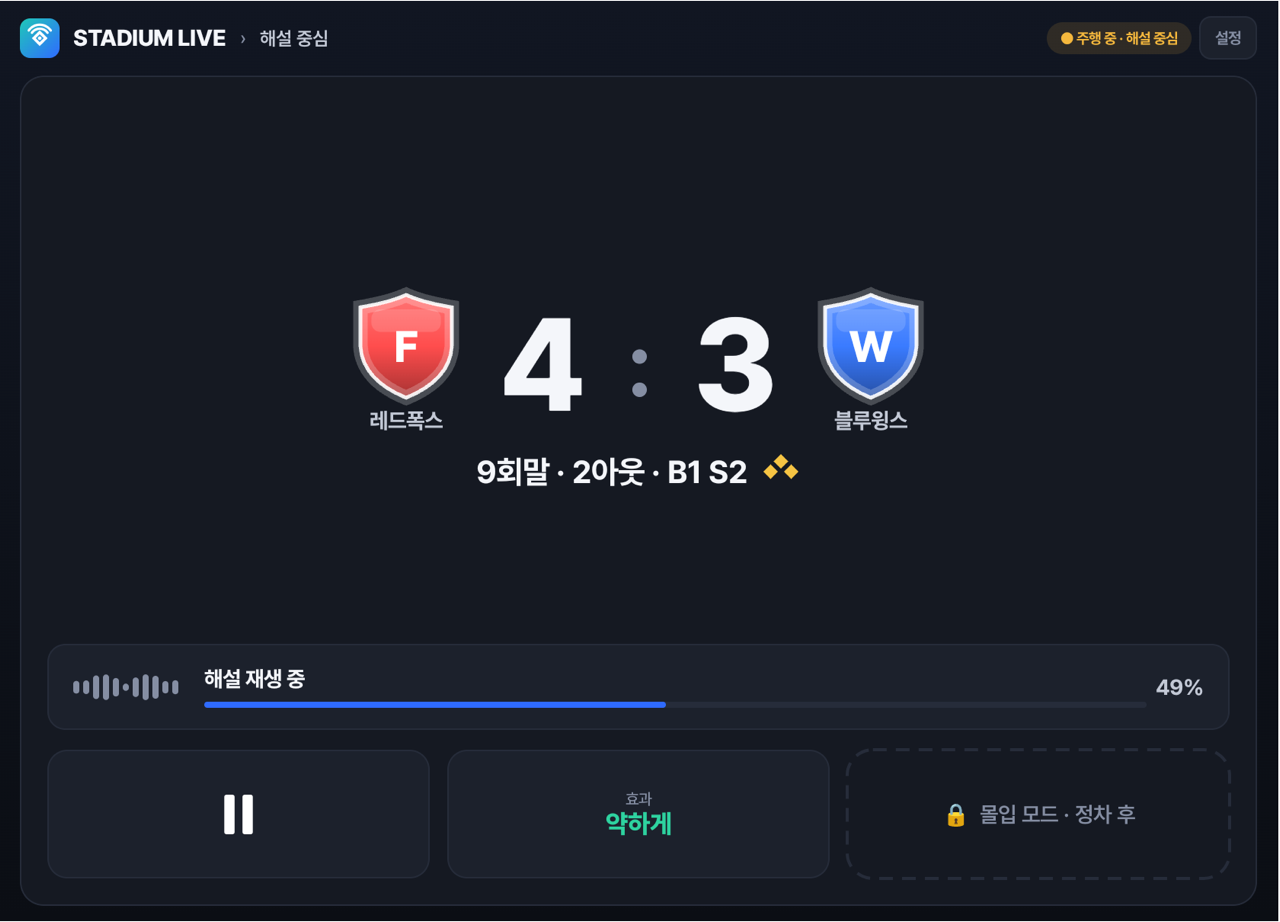 STADIUM LIVE › 해설 중심
주행 중 · 해설 중심
설정
F
4 : 3
W
레드폭스
블루윙스
9회말 · 2아웃 · B1 S2
해설 재생 중
49%
효과
약하게
몰입 모드 · 정차 후